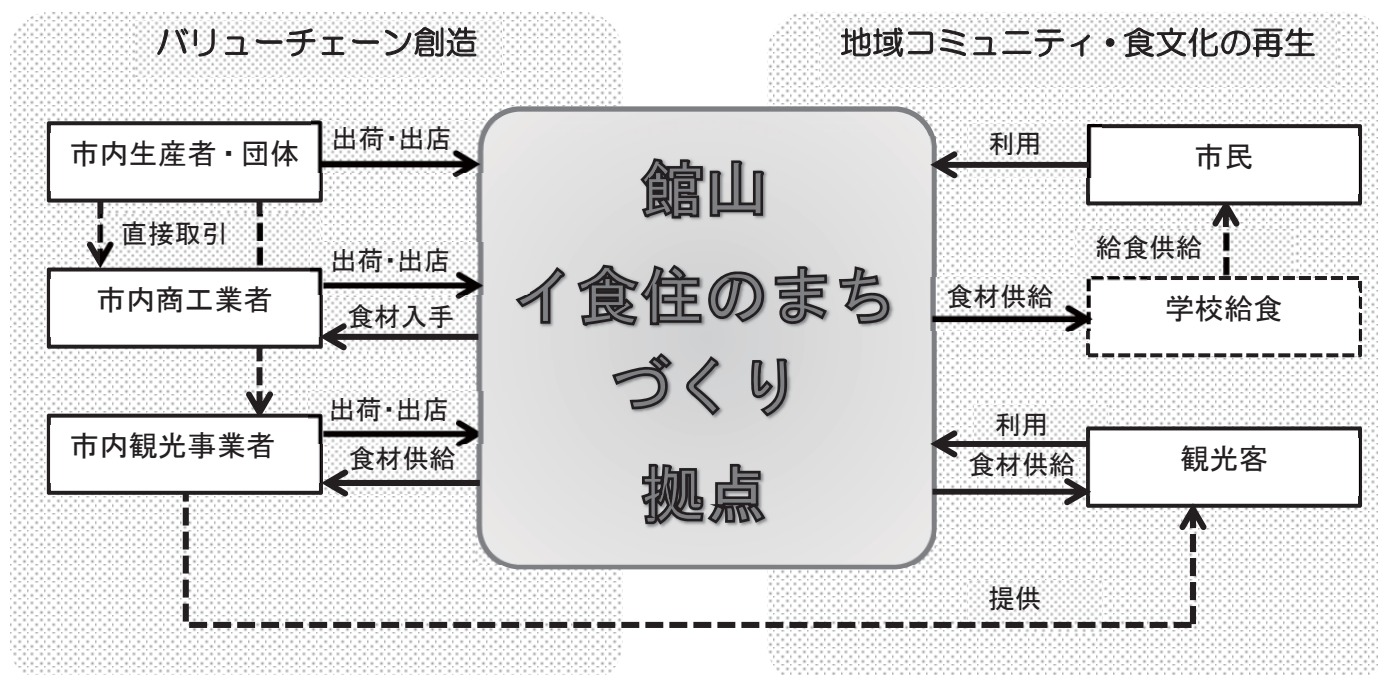 バリューチェーン創造
地域コミュニティ・食文化の再生
市内生産者・団体
出荷・出店
直接取引
市内商工業者
出荷・出店
食材入手
市内観光事業者
出荷・出店
食材供給
館山
イ食住のまち
づくり
拠点
利用
市民
給食供給
食材供給
学校給食
利用
食材供給
観光客
提供